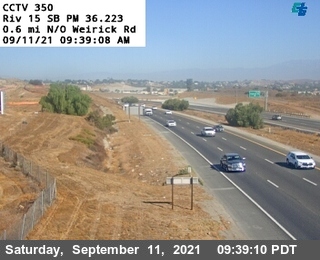 CCTV 350
Riv 15 SB PM 36.223
0.6 mi N/O Weirick Rd
09/11/21 09:39:08 AM
Saturday, September 11, 2021 09:39:10 PDT